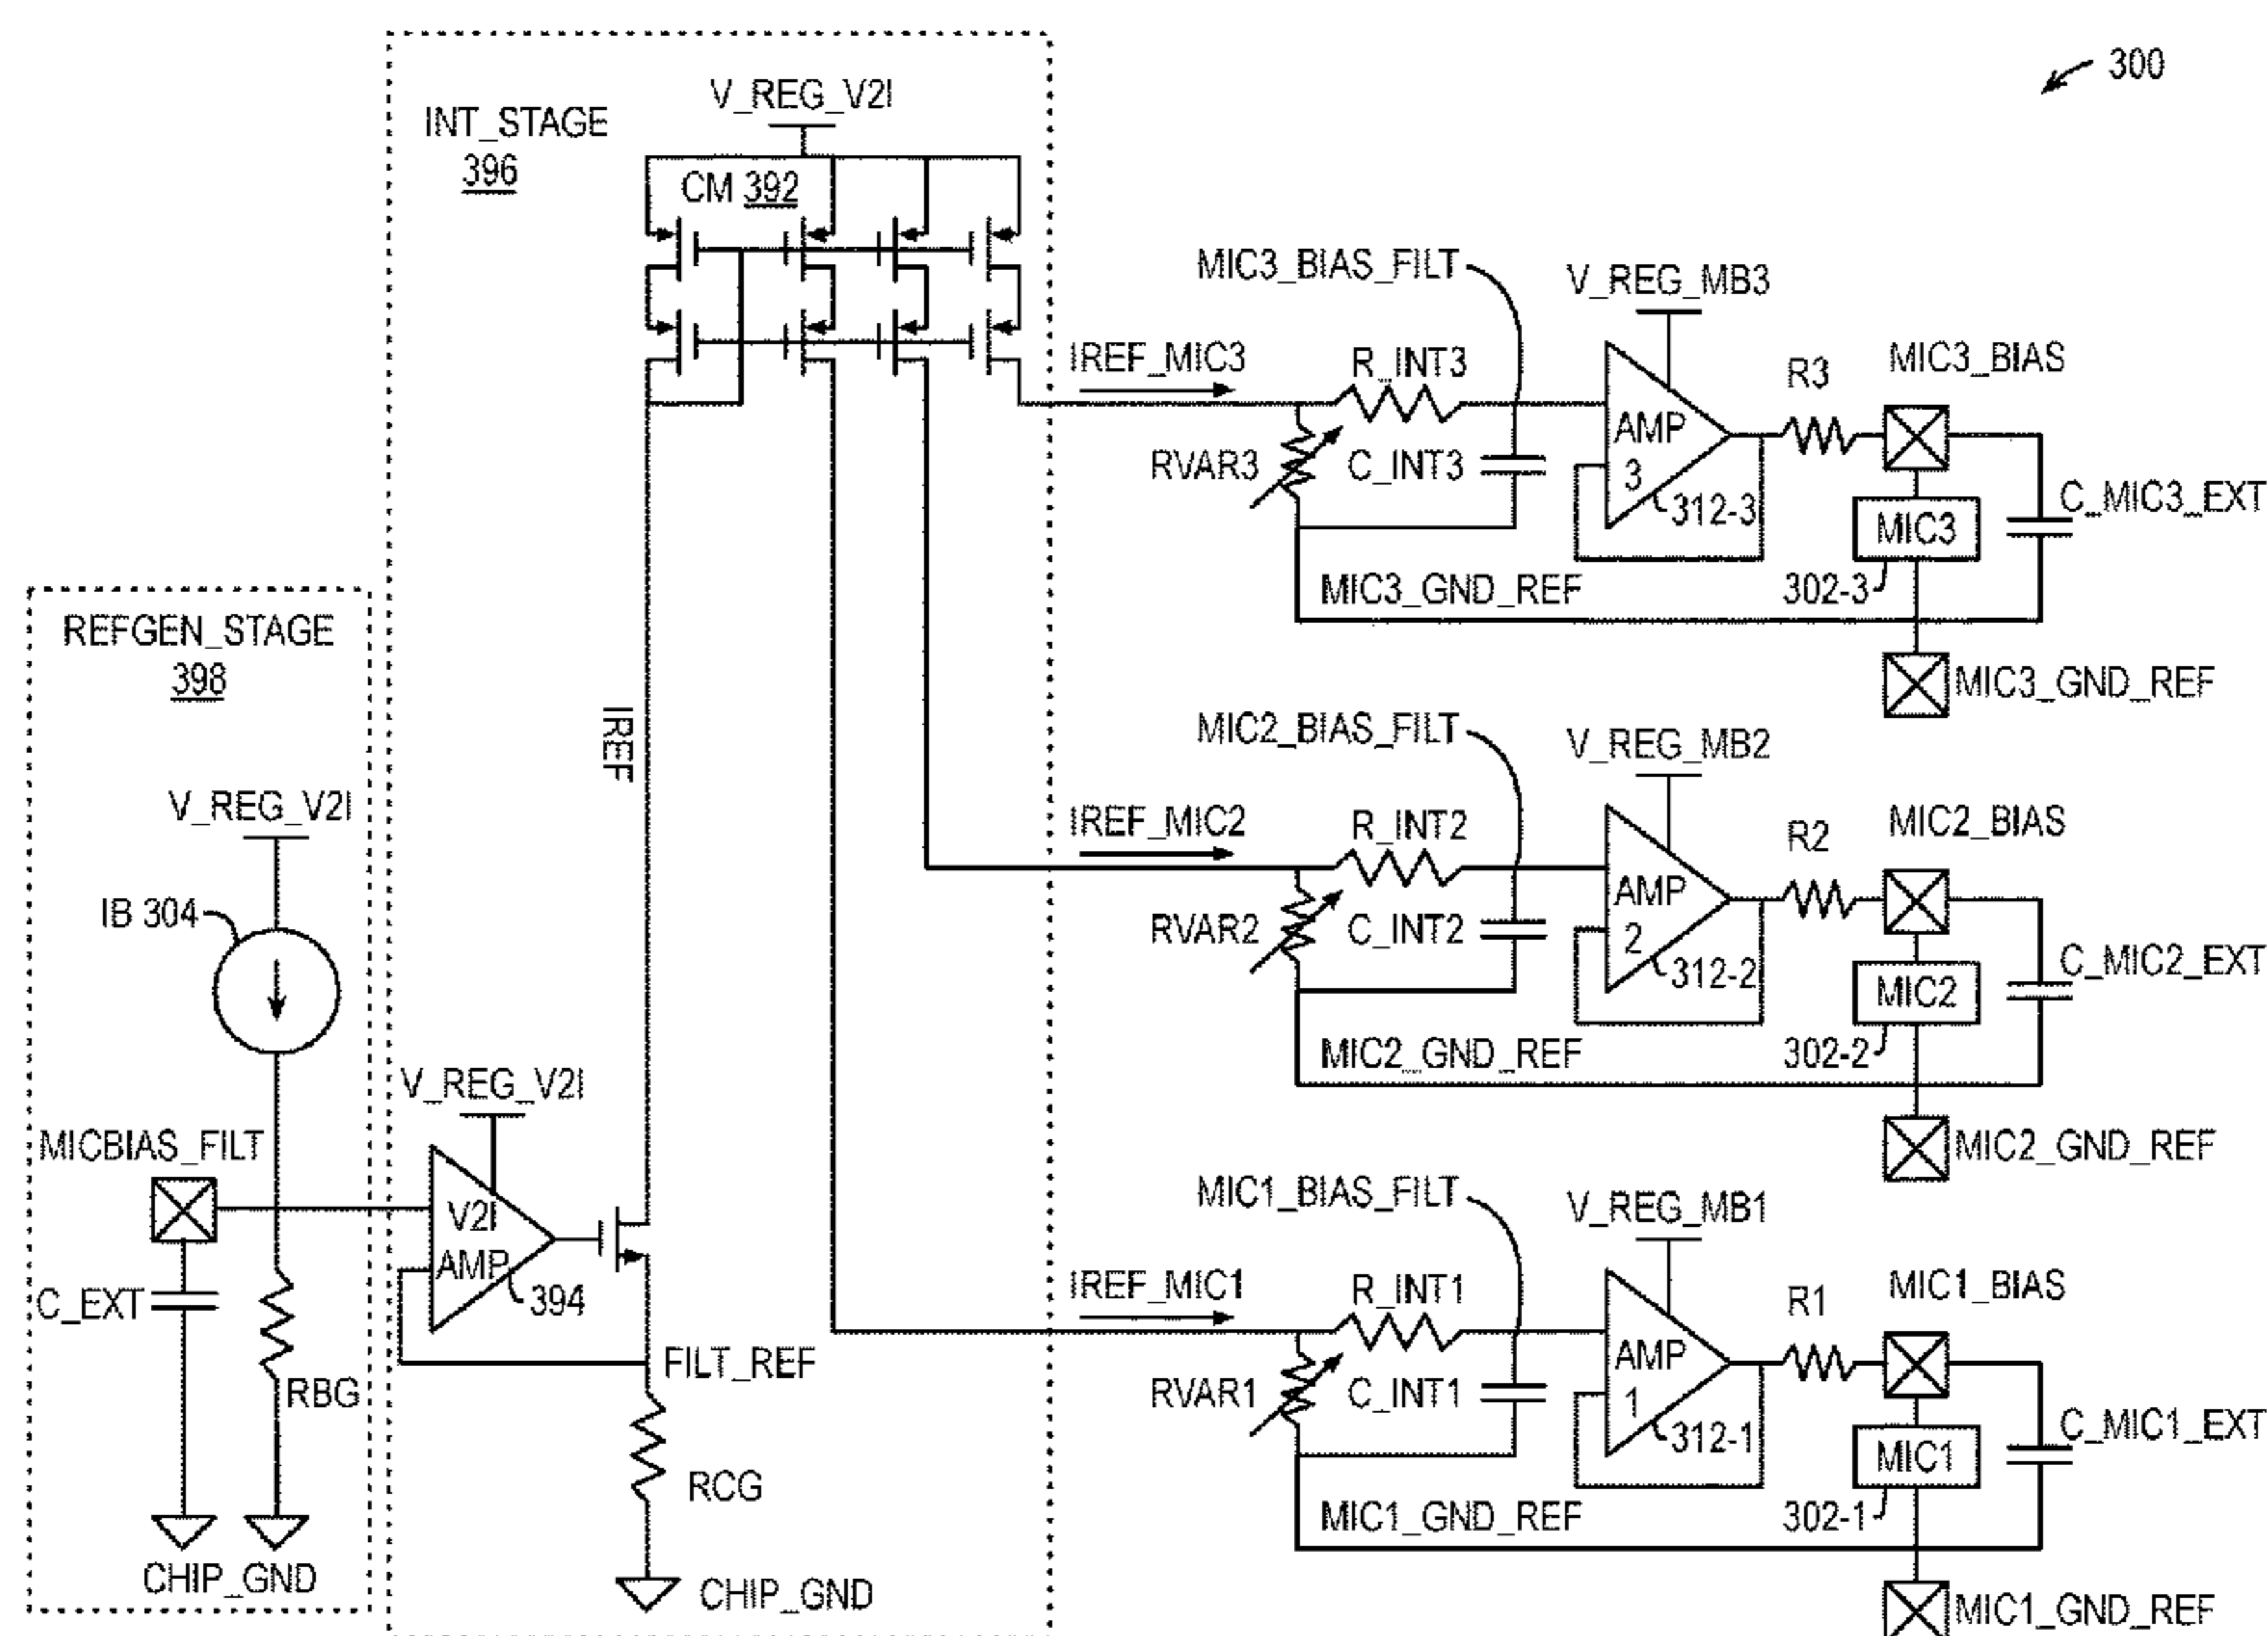 300
INT_STAGE
396
V_REG_V2I
CM 392
IREF
REFGEN_STAGE
398
V_REG_V2I
IB 304
MICBIAS_FILT
C_EXT
RBG
CHIP_GND
V_REG_V2I
V2I
AMP
394
FILT_REF
RCG
CHIP_GND
IREF_MIC3
MIC3_BIAS_FILT
R_INT3
RVAR3
C_INT3
V_REG_MB3
AMP
3
312-3
R3
MIC3_BIAS
MIC3
302-3
C_MIC3_EXT
MIC3_GND_REF
MIC3_GND_REF
IREF_MIC2
MIC2_BIAS_FILT
R_INT2
RVAR2
C_INT2
V_REG_MB2
AMP
2
312-2
R2
MIC2_BIAS
MIC2
302-2
C_MIC2_EXT
MIC2_GND_REF
MIC2_GND_REF
IREF_MIC1
MIC1_BIAS_FILT
R_INT1
RVAR1
C_INT1
V_REG_MB1
AMP
1
312-1
R1
MIC1_BIAS
MIC1
302-1
C_MIC1_EXT
MIC1_GND_REF
MIC1_GND_REF